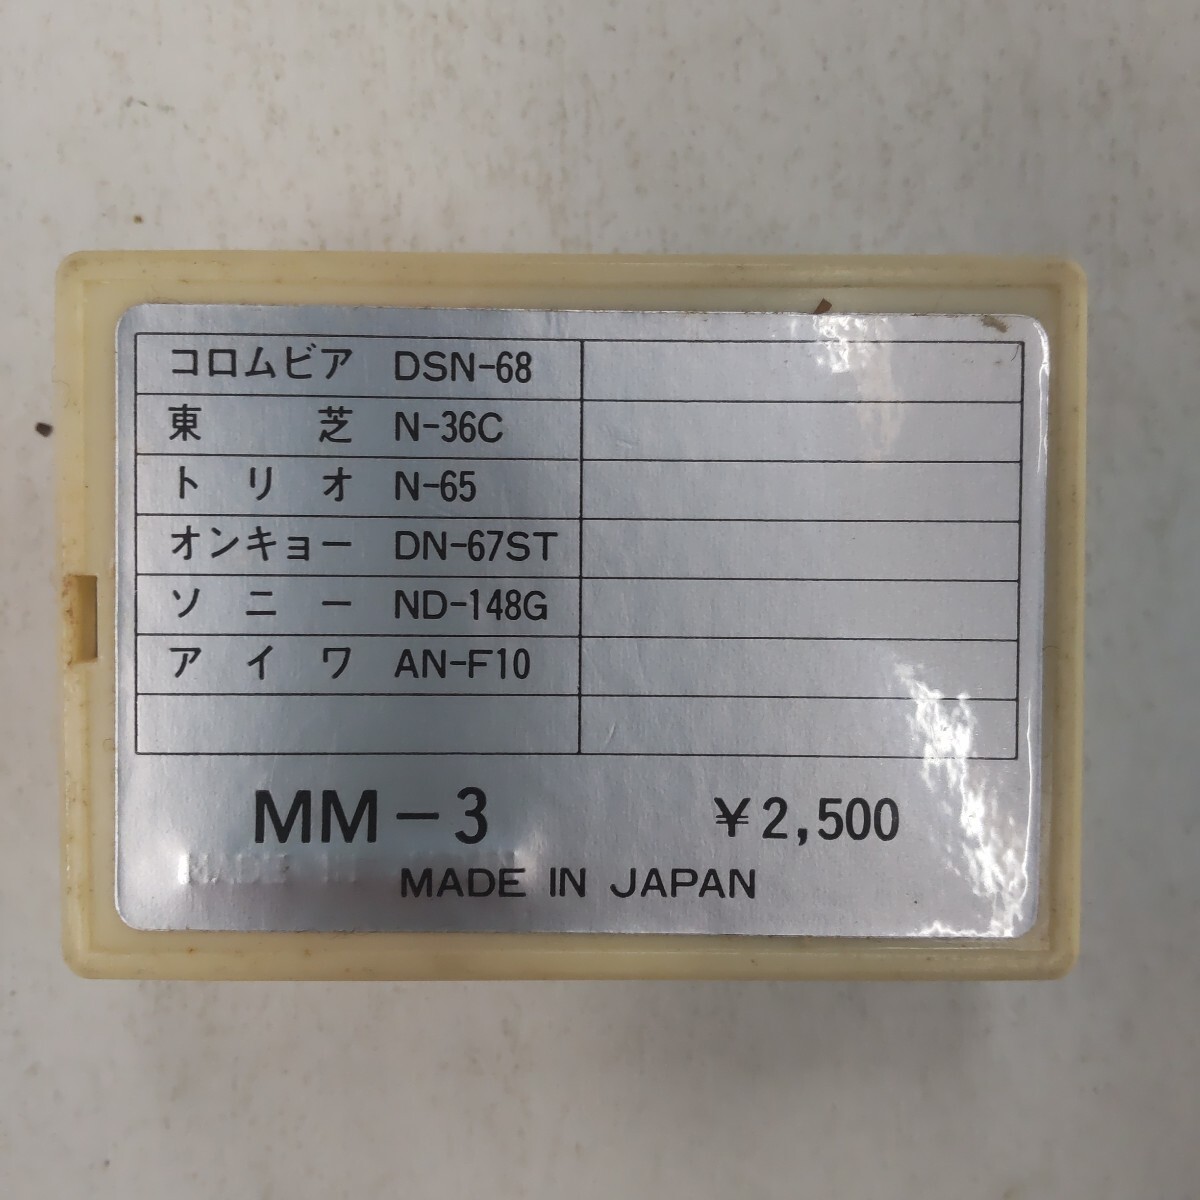 コロムビア DSN-68
東芝 N-36C
トリオ N-65
オンキョー DN-67ST
ソニー ND-148G
アイワ AN-F10
MM-3 ¥2,500
MADE IN JAPAN